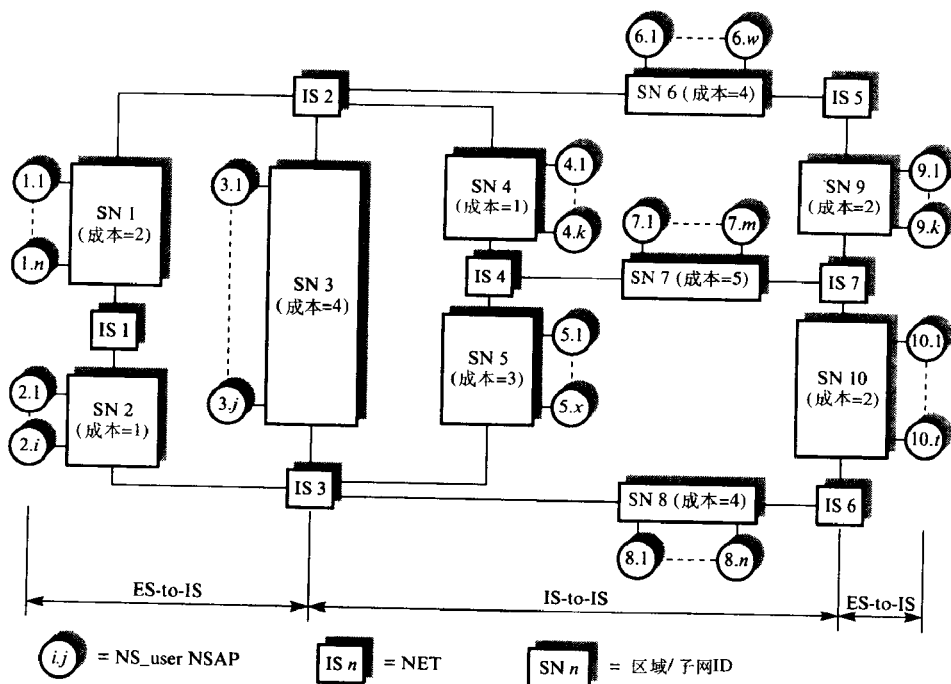 6.1
6.w
IS 2
SN 6 (成本=4)
IS 5
1.1
SN 1
(成本=2)
1.n
3.1
SN 3
(成本=4)
3.j
SN 4
(成本=1)
4.1
4.k
7.1
7.m
SN 9
(成本=2)
9.1
9.k
IS 1
IS 4
SN 7 (成本=5)
IS 7
2.1
SN 2
(成本=1)
2.i
SN 5
(成本=3)
5.1
5.x
SN 10
(成本=2)
10.1
10.t
IS 3
SN 8 (成本=4)
IS 6
8.1
8.n
ES-to-IS
IS-to-IS
ES-to-IS
i.j = NS_user NSAP
IS n = NET
SN n = 区域/子网ID